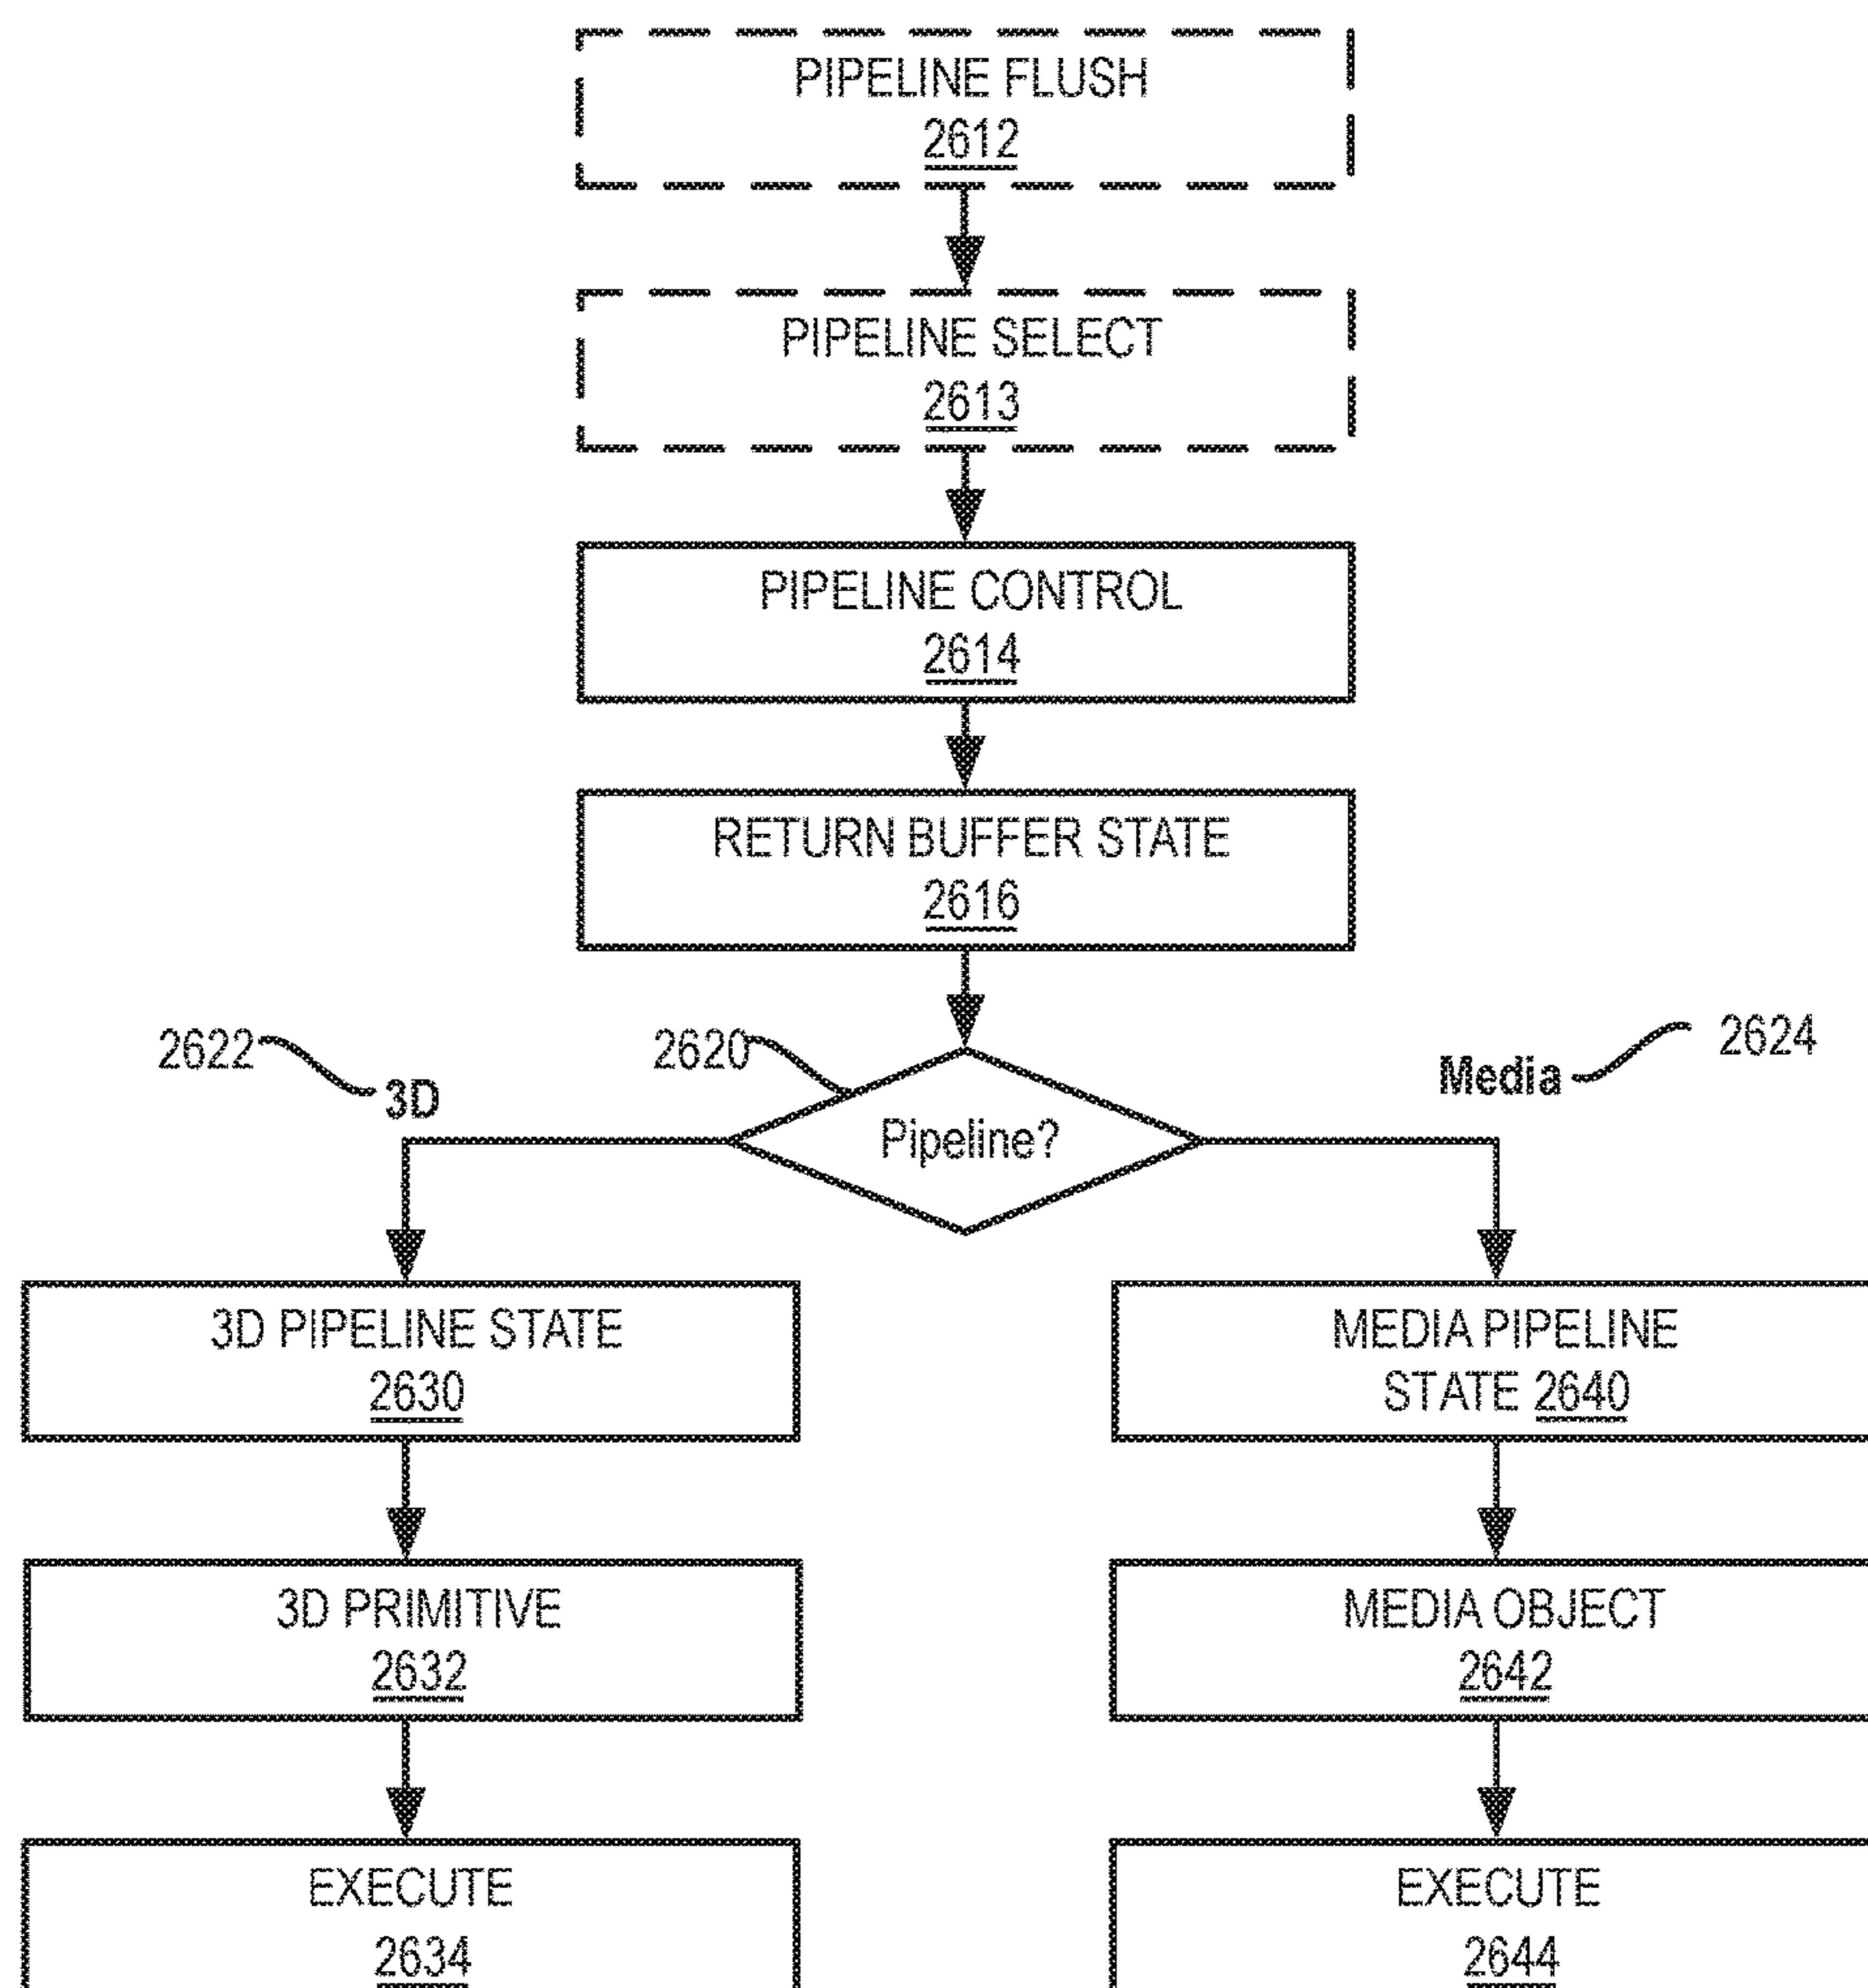 PIPELINE FLUSH
2612
PIPELINE SELECT
2613
PIPELINE CONTROL
2614
RETURN BUFFER STATE
2616
2622
3D
2620
Pipeline?
Media
2624
3D PIPELINE STATE
2630
MEDIA PIPELINE
STATE 2640
3D PRIMITIVE
2632
MEDIA OBJECT
2642
EXECUTE
2634
EXECUTE
2644